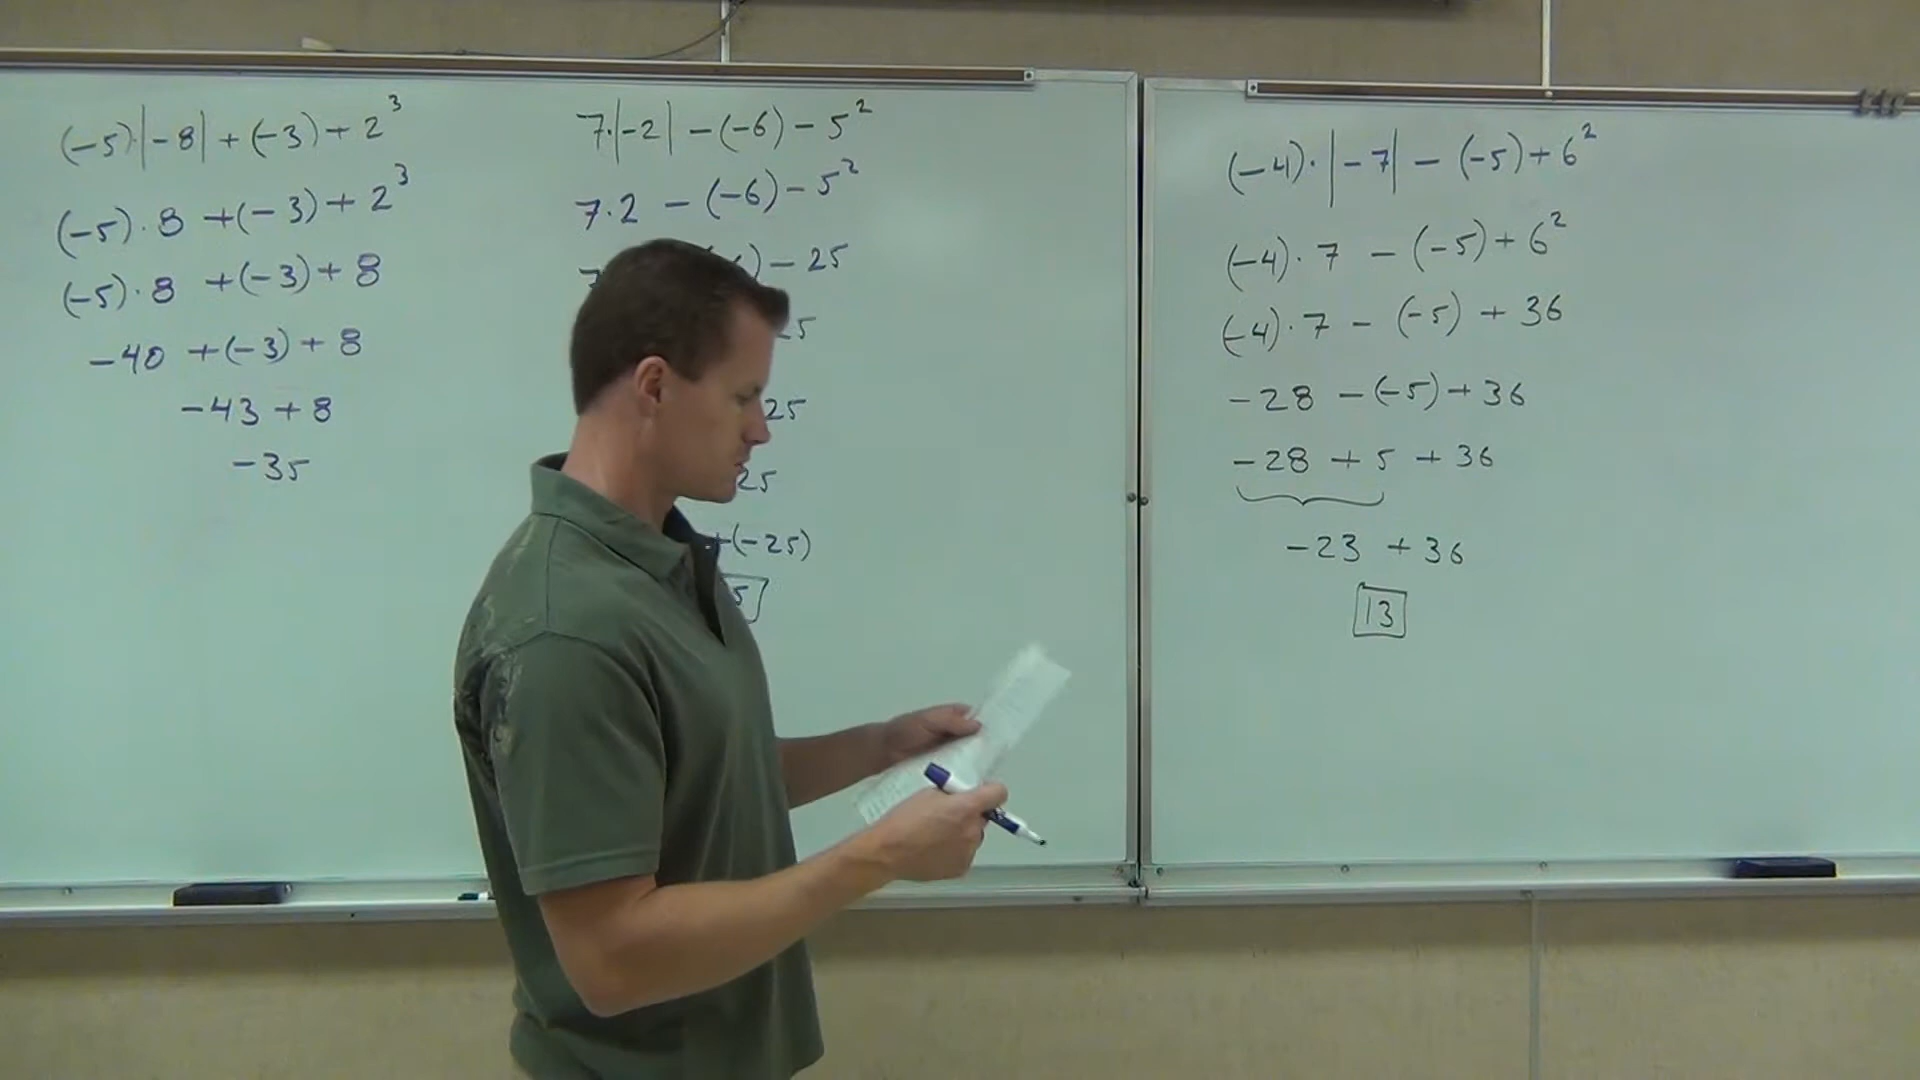 (-5)·|-8| + (-3) + 2³
(-5)·8 + (-3) + 2³
(-5)·8 + (-3) + 8
-40 + (-3) + 8
-43 + 8
-35
7·|-2| - (-6) - 5²
7·2 - (-6) - 5²
7 ) - 25
25
25
+ (-25)
5
(-4)·|-7| - (-5) + 6²
(-4)·7 - (-5) + 6²
(-4)·7 - (-5) + 36
-28 - (-5) + 36
-28 + 5 + 36
-23 + 36
13